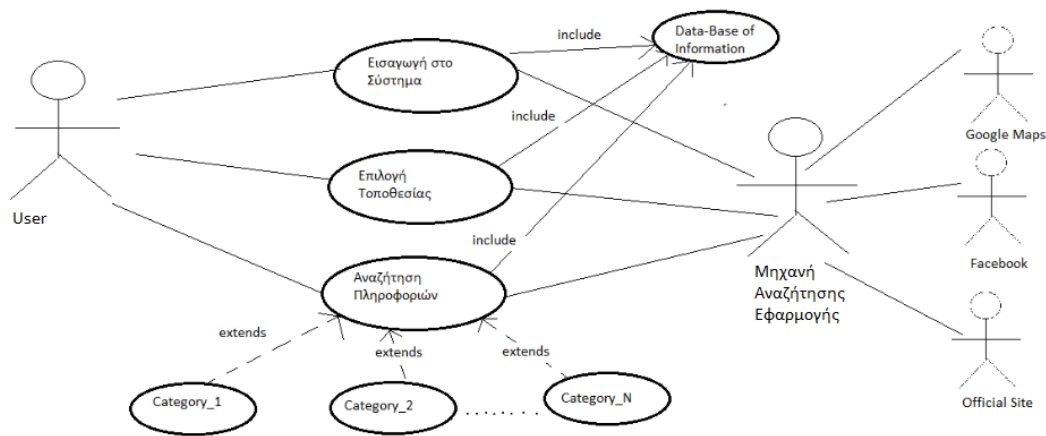 Data-Base of
Information
include
Εισαγωγή στο
Σύστημα
include
Google Maps
Επιλογή
Τοποθεσίας
User
include
Facebook
Μηχανή
Αναζήτησης
Εφαρμογής
Αναζήτηση
Πληροφοριών
extends
extends
extends
Category_1
Category_2
Category_N
Official Site